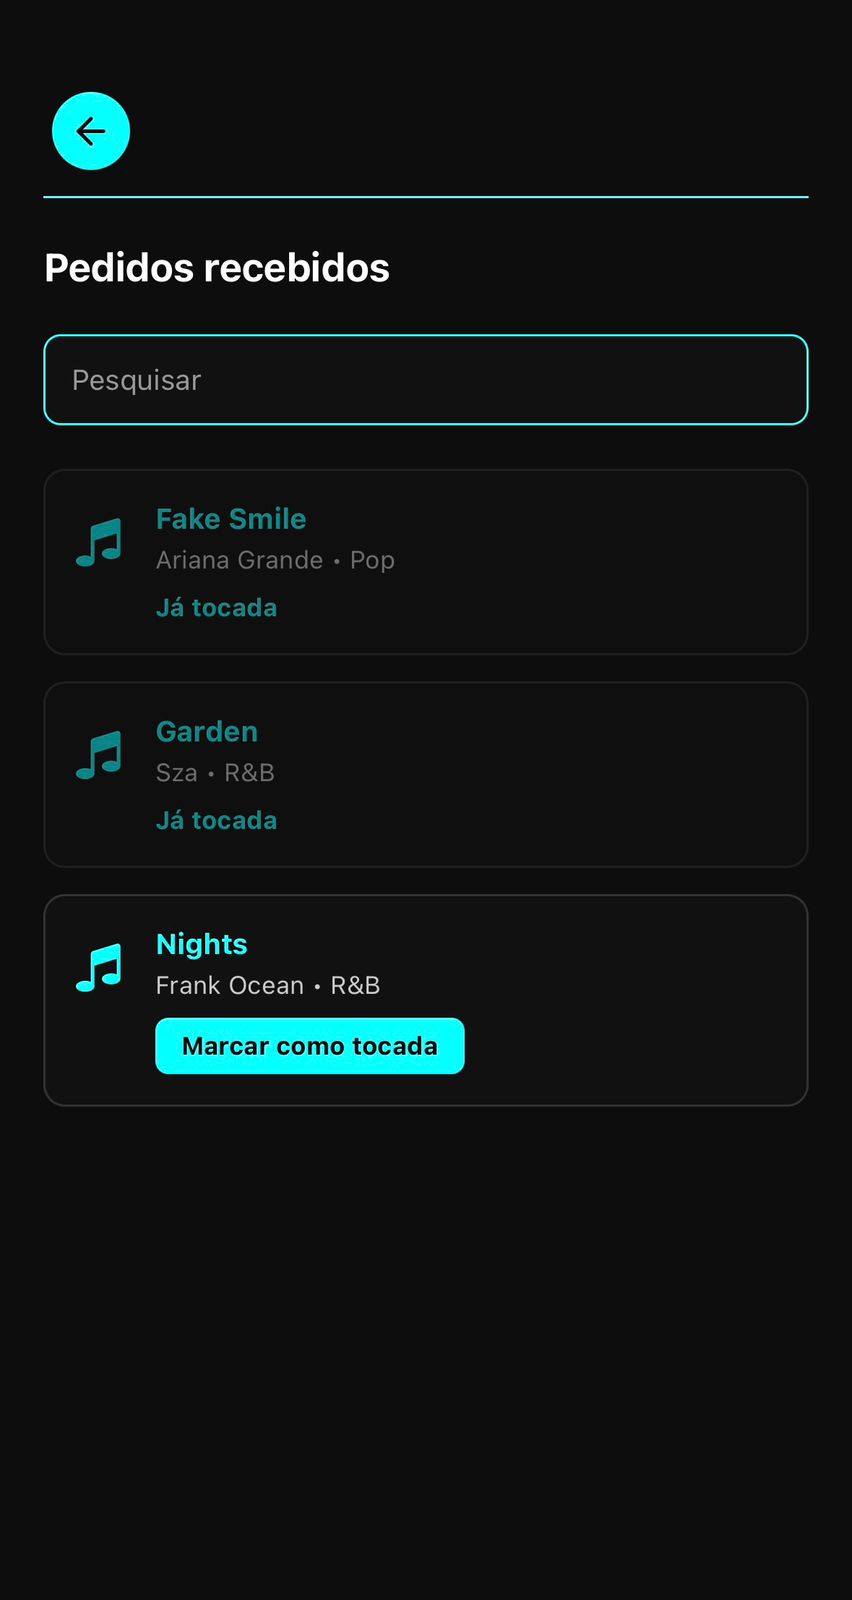 Pedidos recebidos
Pesquisar
Fake Smile
Ariana Grande • Pop
Já tocada
Garden
Sza • R&B
Já tocada
Nights
Frank Ocean • R&B
Marcar como tocada